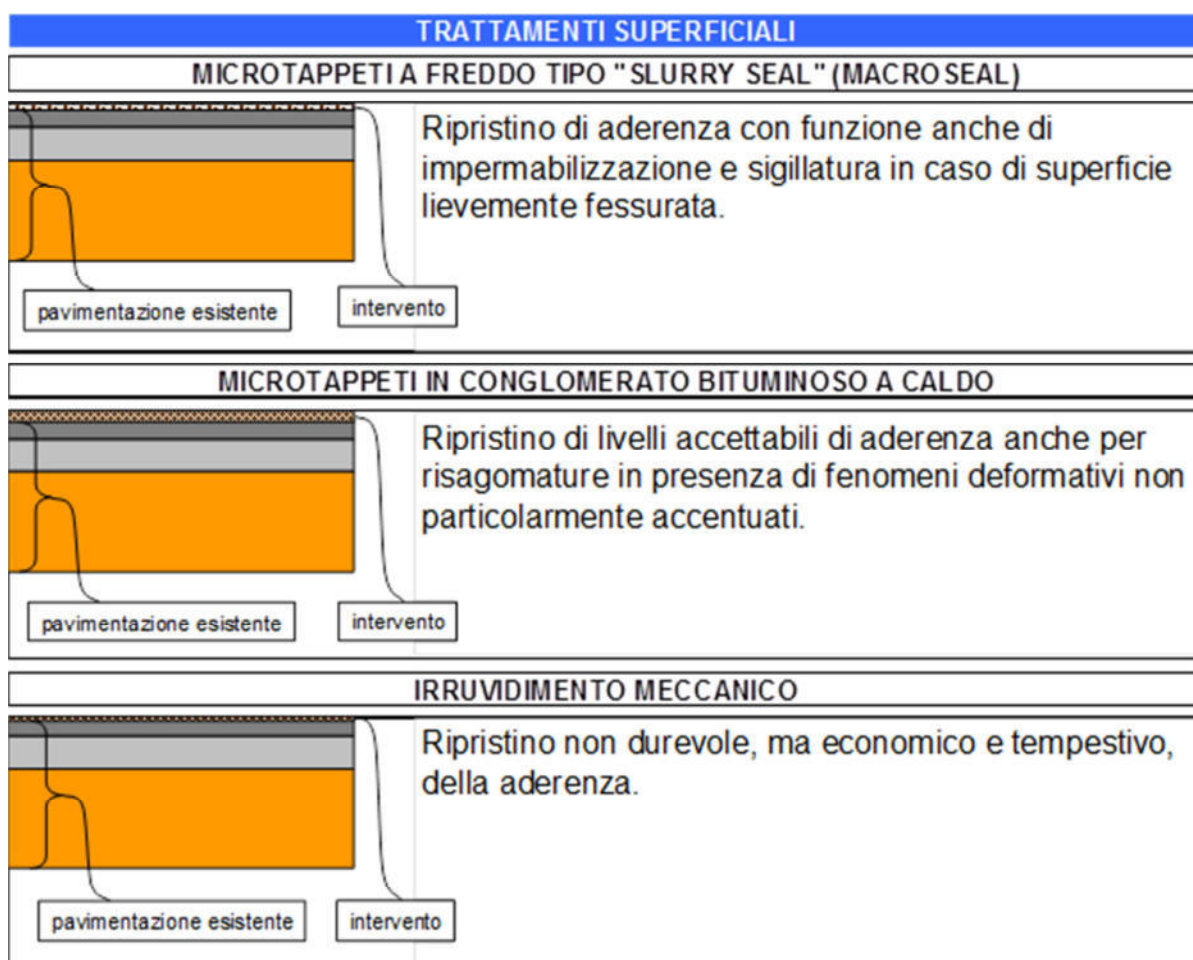 TRATTAMENTI SUPERFICIALI
MICROTAPPETI A FREDDO TIPO "SLURRY SEAL" (MACROSEAL)
Ripristino di aderenza con funzione anche di
impermabilizzazione e sigillatura in caso di superficie
lievemente fessurata.
pavimentazione esistente
intervento
MICROTAPPETI IN CONGLOMERATO BITUMINOSO A CALDO
Ripristino di livelli accettabili di aderenza anche per
risagomature in presenza di fenomeni deformativi non
particolarmente accentuati.
pavimentazione esistente
intervento
IRRUVIDIMENTO MECCANICO
Ripristino non durevole, ma economico e tempestivo,
della aderenza.
pavimentazione esistente
intervento